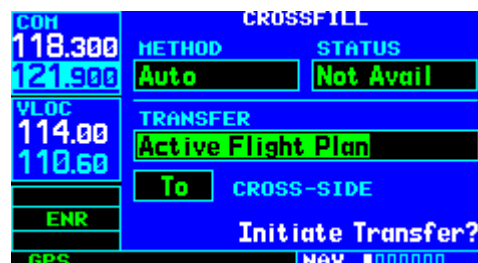 COM
118.300
121.900
VLOC
114.00
110.60
ENR
GPS
CROSSFILL
METHOD STATUS
Auto Not Avail
TRANSFER
Active Flight Plan
To CROSS-SIDE
Initiate Transfer?
NAV